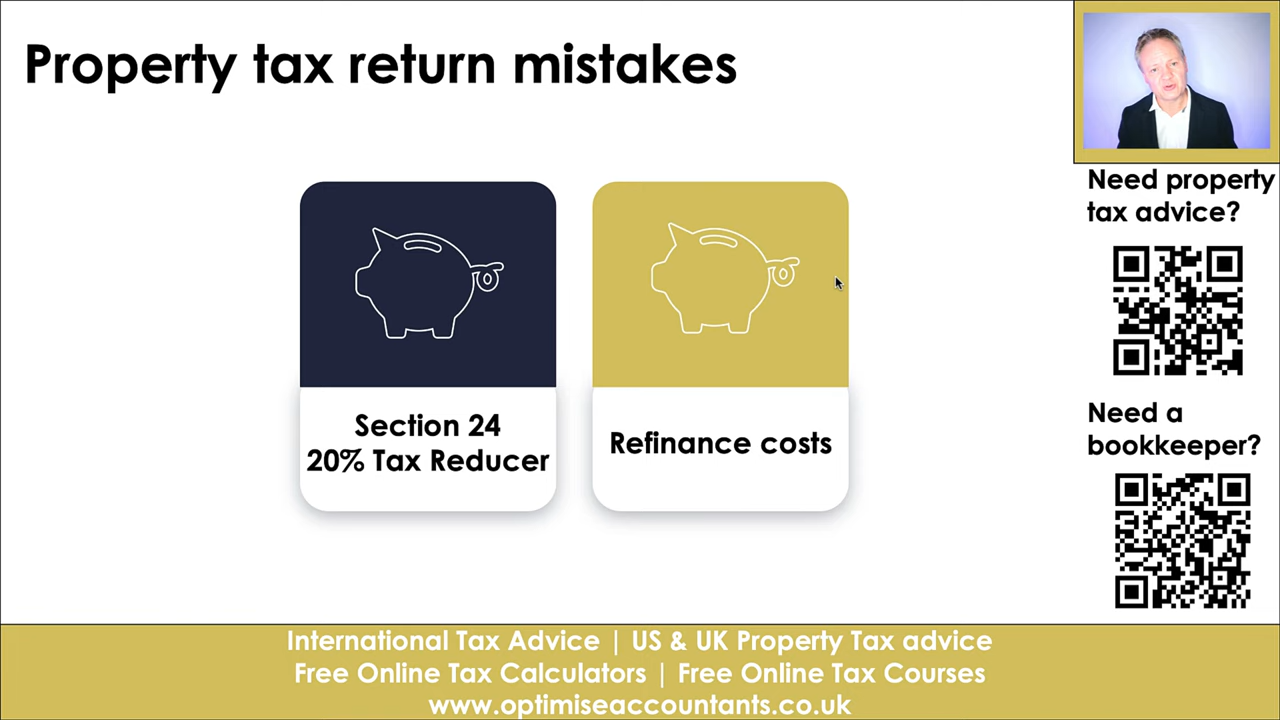 Property tax return mistakes
Need property
tax advice?
Section 24
20% Tax Reducer
Refinance costs
Need a
bookkeeper?
International Tax Advice | US & UK Property Tax advice
Free Online Tax Calculators | Free Online Tax Courses
www.optimiseaccountants.co.uk